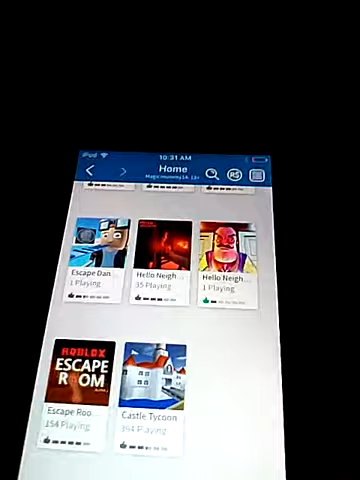 iPod
10:31 AM
Home
R$
Escape Dan...
1 Playing
Hello Neigh...
35 Playing
Hello Neigh...
1 Playing
ROBLOX
ESCAPE
ROOM
Escape Roo...
154 Playing
Castle Tycoon
394 Playing